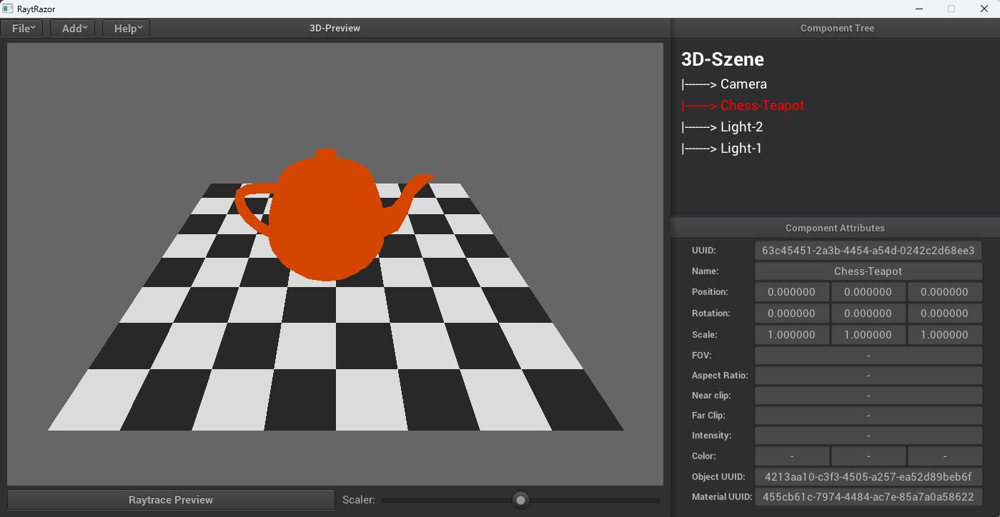 RaytRazor
File Add Help 3D-Preview
Component Tree
3D-Szene
|-------> Camera
|-------> Chess-Teapot
|-------> Light-2
|-------> Light-1
Component Attributes
UUID: 63c45451-2a3b-4454-a54d-0242c2d68ee3
Name: Chess-Teapot
Position: 0.000000 0.000000 0.000000
Rotation: 0.000000 0.000000 0.000000
Scale: 1.000000 1.000000 1.000000
FOV: -
Aspect Ratio: -
Near clip: -
Far Clip: -
Intensity: -
Color: - - -
Object UUID: 4213aa10-c3f3-4505-a257-ea52d89beb6f
Material UUID: 455cb61c-7974-4484-ac7e-85a7a0a58622
Raytrace Preview Scaler: